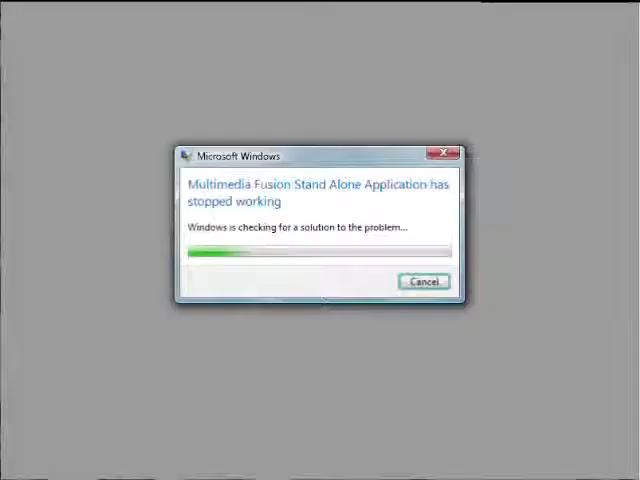 Microsoft Windows
Multimedia Fusion Stand Alone Application has
stopped working
Windows is checking for a solution to the problem...
Cancel